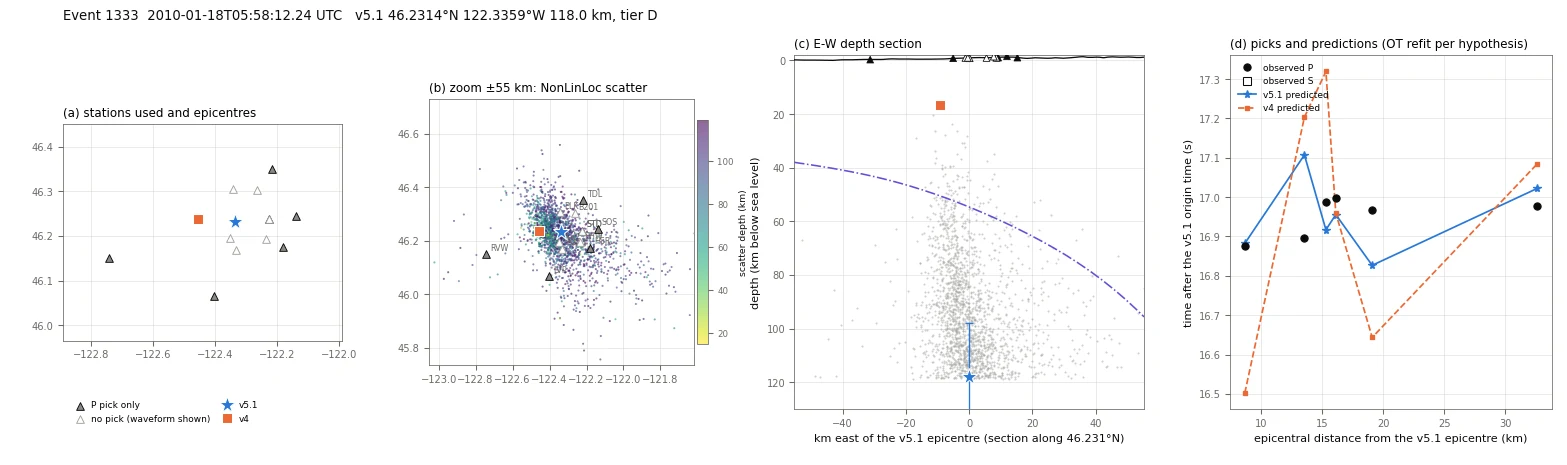 Event 1333  2010-01-18T05:58:12.24 UTC   v5.1 46.2314°N 122.3359°W 118.0 km, tier D
(a) stations used and epicentres
46.4
46.3
46.2
46.1
46.0
−122.8
−122.6
−122.4
−122.2
−122.0
P pick only
no pick (waveform shown)
v5.1
v4
(b) zoom ±55 km: NonLinLoc scatter
46.6
46.4
46.2
46.0
45.8
−123.0
−122.8
−122.6
−122.4
−122.2
−122.0
−121.8
TDL
SOS
RVW
100
80
60
40
20
scatter depth (km)
(c) E-W depth section
0
20
40
60
80
100
120
depth (km below sea level)
−40
−20
0
20
40
km east of the v5.1 epicentre (section along 46.231°N)
(d) picks and predictions (OT refit per hypothesis)
observed P
observed S
v5.1 predicted
v4 predicted
17.3
17.2
17.1
17.0
16.9
16.8
16.7
16.6
16.5
time after the v5.1 origin time (s)
10
15
20
25
30
epicentral distance from the v5.1 epicentre (km)